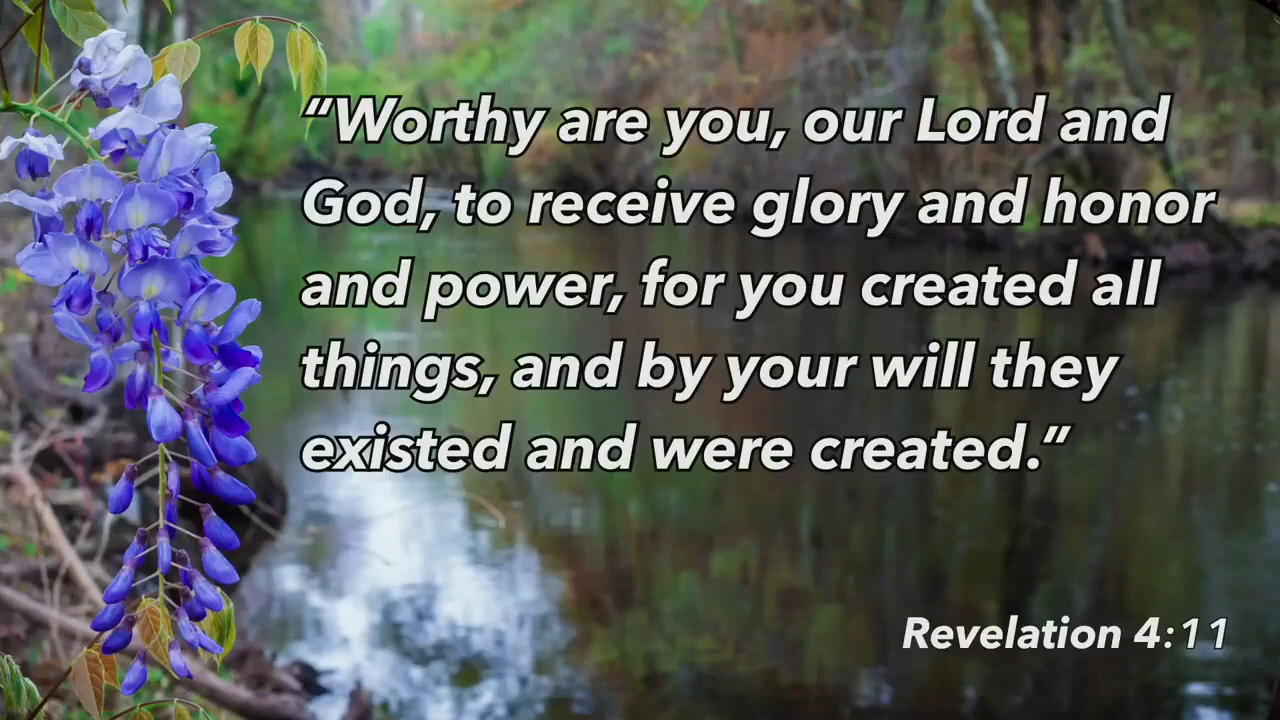 “Worthy are you, our Lord and
God, to receive glory and honor
and power, for you created all
things, and by your will they
existed and were created.”
Revelation 4:11